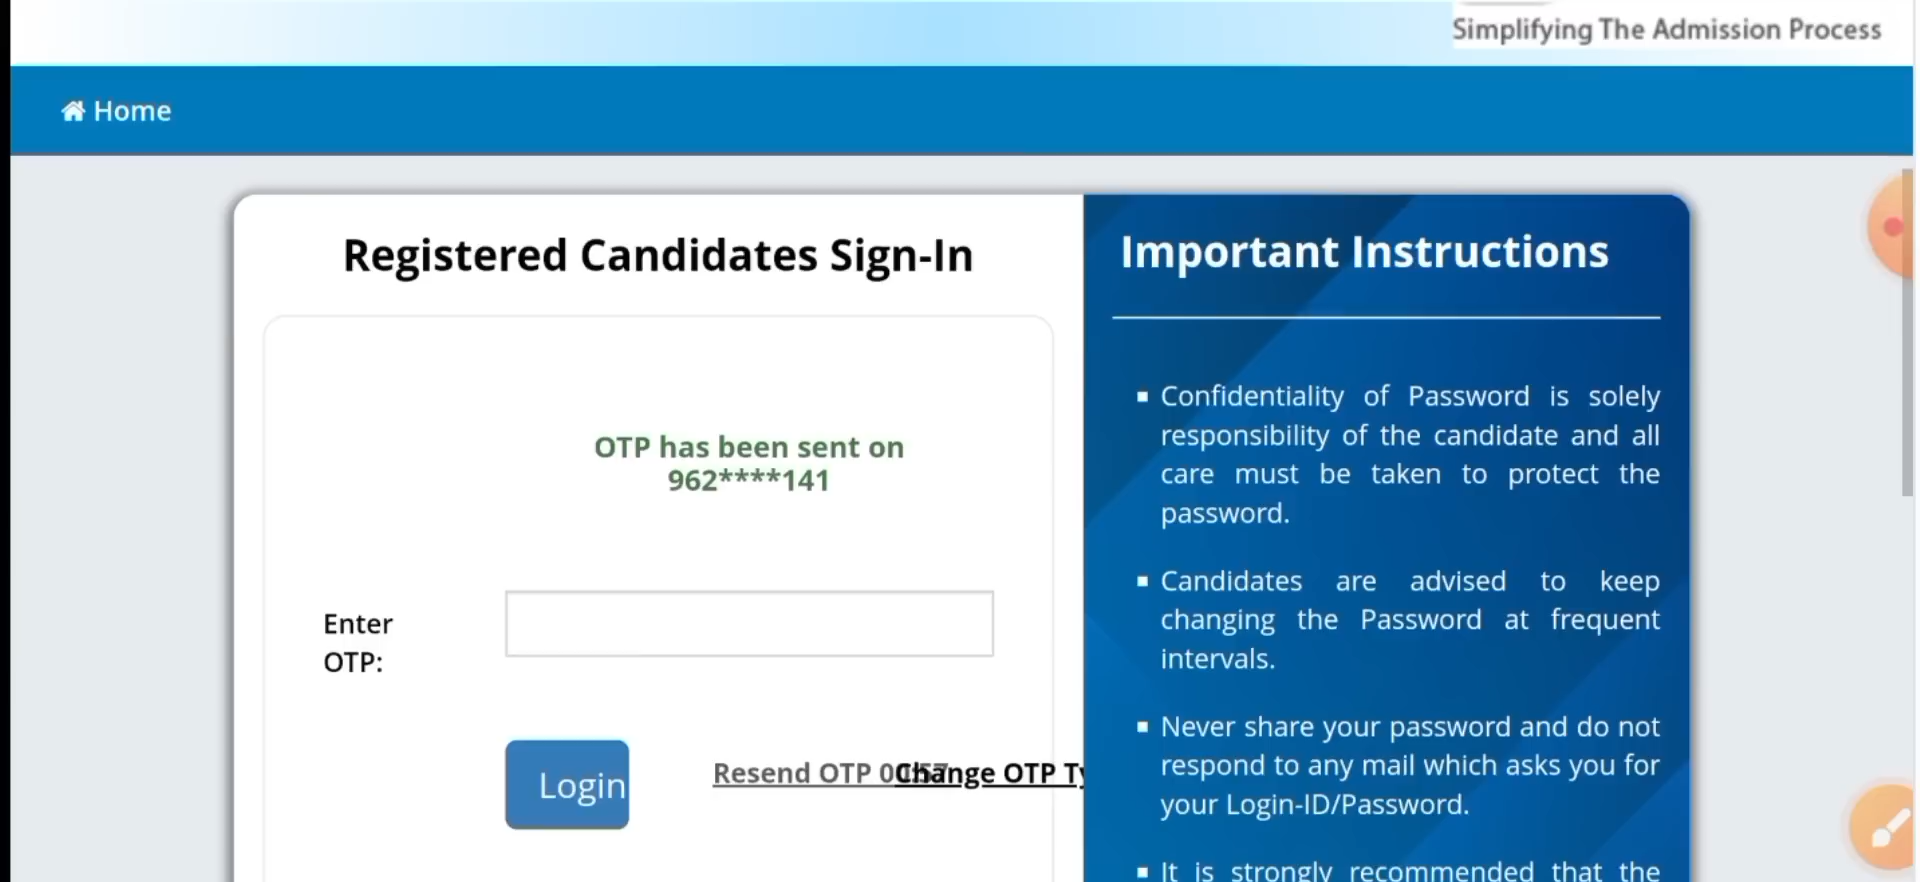 Simplifying The Admission Process
Home
Registered Candidates Sign-In
OTP has been sent on
962****141
Enter
OTP:
Login
Resend OTP
Change OTP
Important Instructions
Confidentiality of Password is solely
responsibility of the candidate and all
care must be taken to protect the
password.
Candidates are advised to keep
changing the Password at frequent
intervals.
Never share your password and do not
respond to any mail which asks you for
your Login-ID/Password.
It is strongly recommended that the